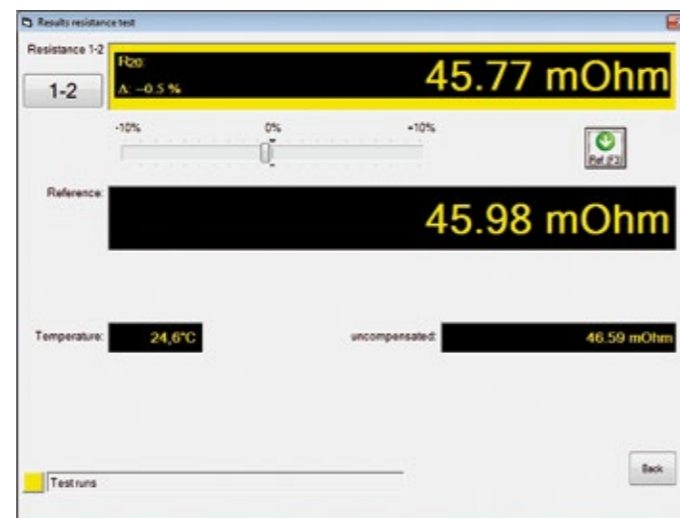 Results resistance test
Resistance 1-2
1-2
R20:
Δ: –0.5 %
45.77 mOhm
-10%
0%
+10%
Ref. (F3)
Reference:
45.98 mOhm
Temperature:
24,6°C
uncompensated:
46.59 mOhm
Test runs
Back